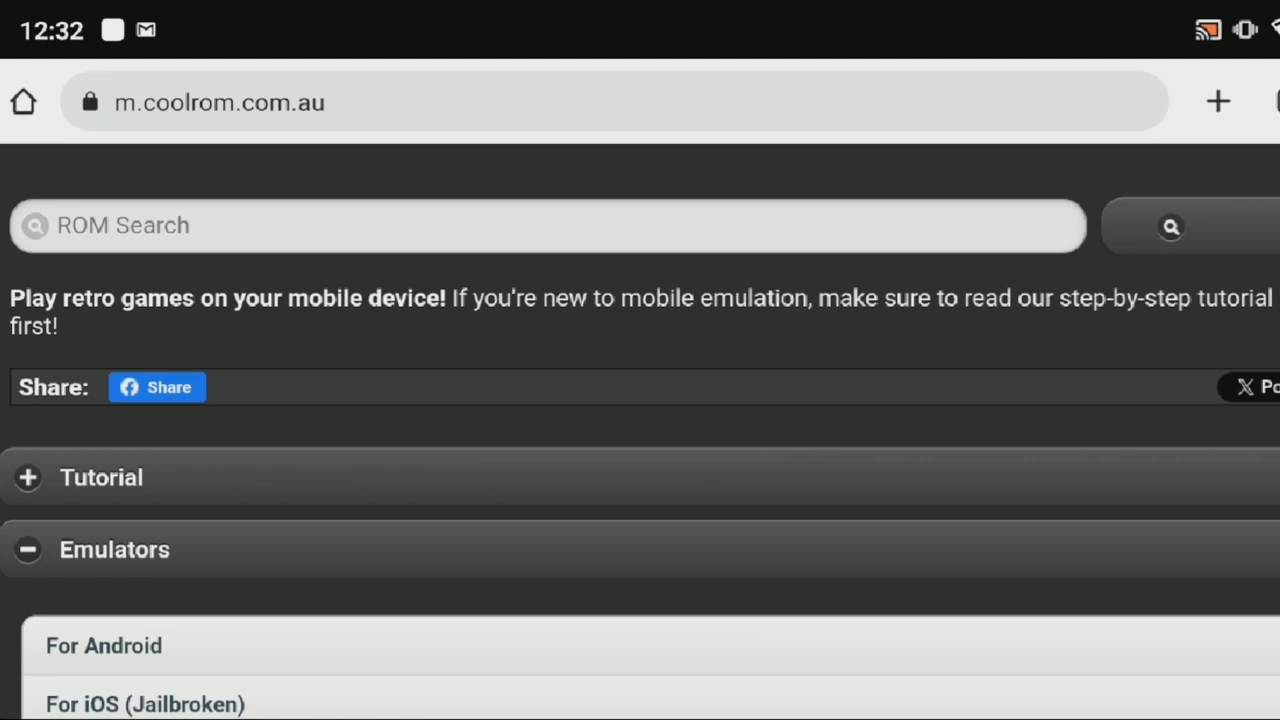 12:32
m.coolrom.com.au
ROM Search
Play retro games on your mobile device! If you're new to mobile emulation, make sure to read our step-by-step tutorial
first!
Share: Share
Tutorial
Emulators
For Android
For iOS (Jailbroken)